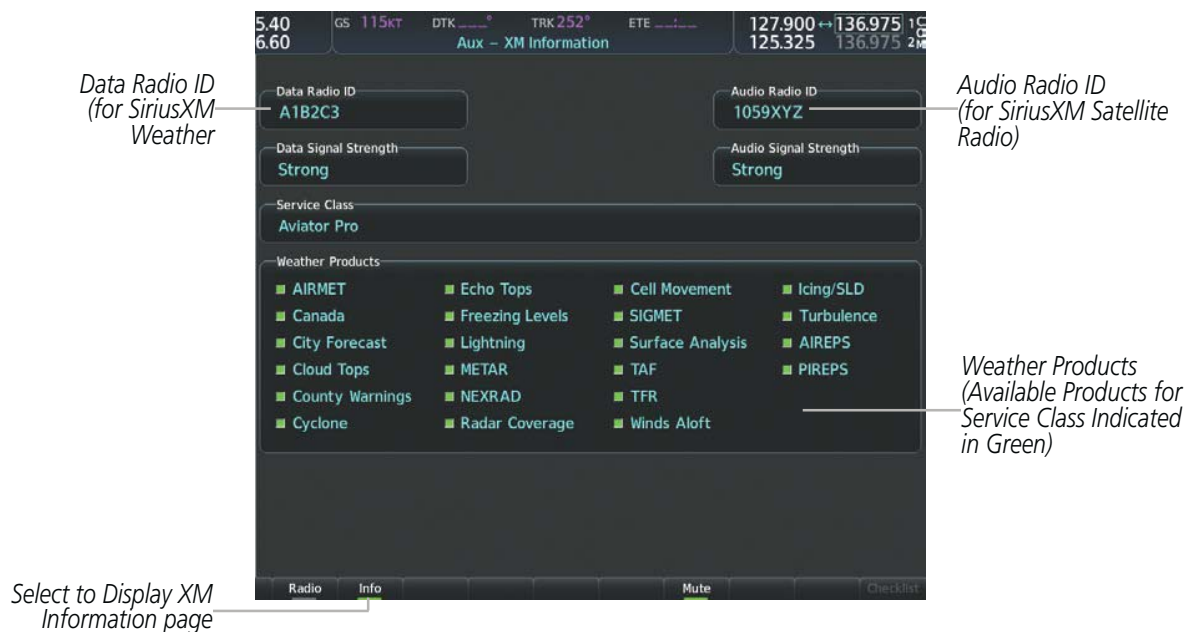 5.40
6.60
GS 115KT DTK ___° TRK 252° ETE __:__
Aux – XM Information
127.900 ↔ 136.975 1
125.325 136.975 2
COM
Data Radio ID
(for SiriusXM
Weather
Data Radio ID
A1B2C3
Audio Radio ID
1059XYZ
Audio Radio ID
(for SiriusXM Satellite
Radio)
Data Signal Strength
Strong
Audio Signal Strength
Strong
Service Class
Aviator Pro
Weather Products
AIRMET Echo Tops Cell Movement Icing/SLD
Canada Freezing Levels SIGMET Turbulence
City Forecast Lightning Surface Analysis AIREPS
Cloud Tops METAR TAF PIREPS
County Warnings NEXRAD TFR
Cyclone Radar Coverage Winds Aloft
Weather Products
(Available Products for
Service Class Indicated
in Green)
Radio Info Mute Checklist
Select to Display XM
Information page